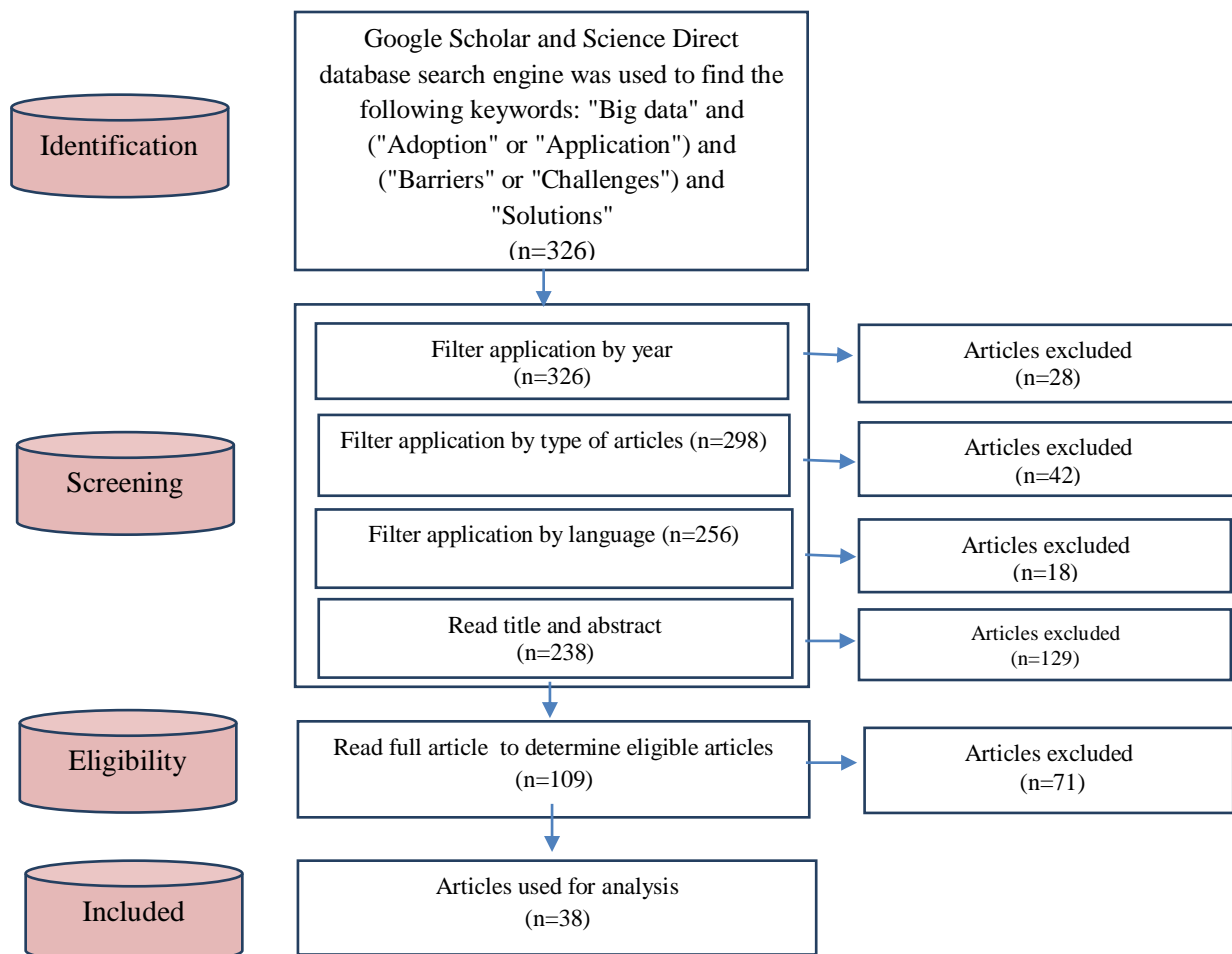 Identification
Google Scholar and Science Direct
database search engine was used to find the
following keywords: "Big data" and
("Adoption" or "Application") and
("Barriers" or "Challenges") and
"Solutions"
(n=326)
Screening
Filter application by year
(n=326)
Articles excluded
(n=28)
Filter application by type of articles (n=298)
Articles excluded
(n=42)
Filter application by language (n=256)
Articles excluded
(n=18)
Read title and abstract
(n=238)
Articles excluded
(n=129)
Eligibility
Read full article  to determine eligible articles
(n=109)
Articles excluded
(n=71)
Included
Articles used for analysis
(n=38)